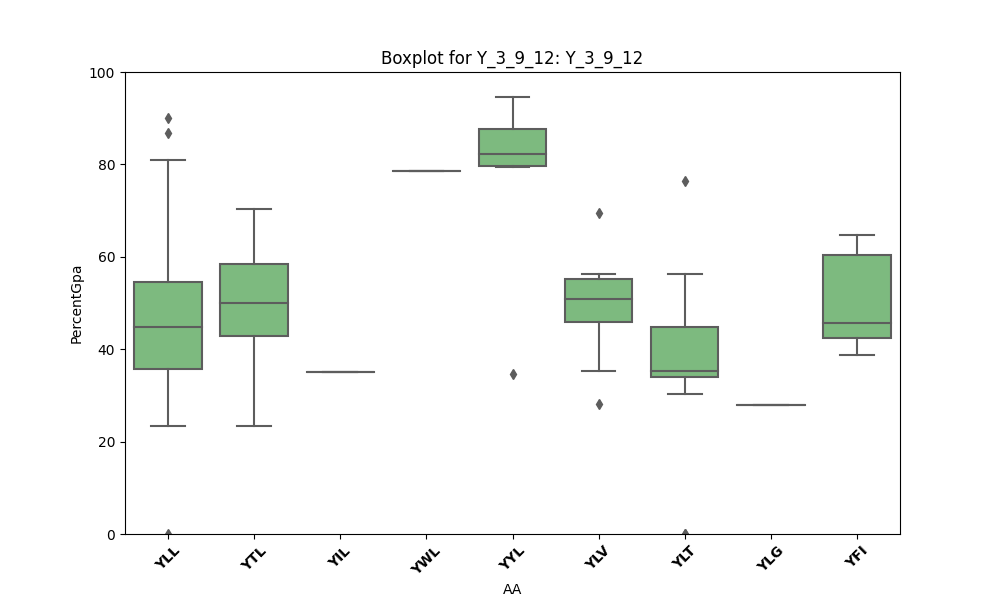 Boxplot for Y_3_9_12: Y_3_9_12
100
80
60
40
20
0
PercentGpa
YLL YTL YIL YWL YYL YLV YLT YLG YFI
AA